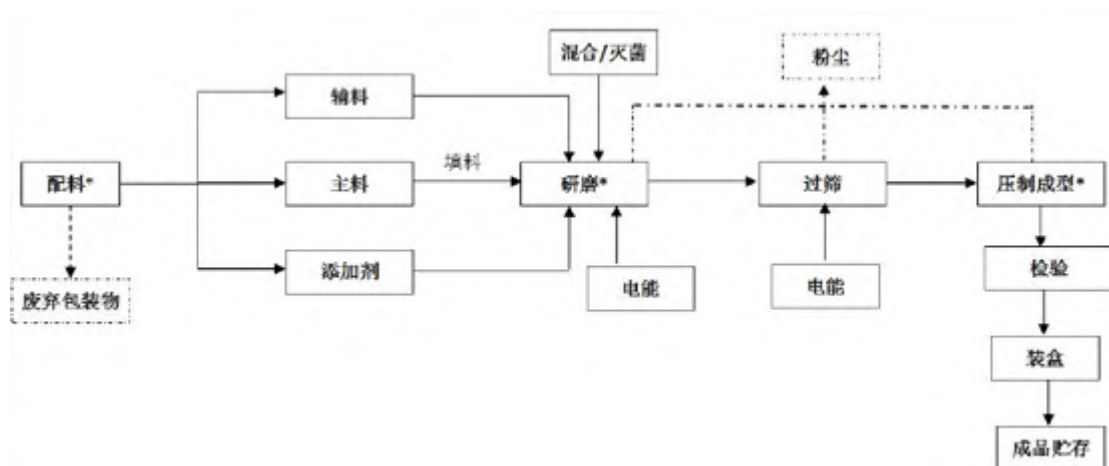 混合/灭菌
粉尘
辅料
填料
配料*
主料
研磨*
过筛
压制成型*
添加剂
电能
电能
检验
废弃包装物
装盒
成品贮存